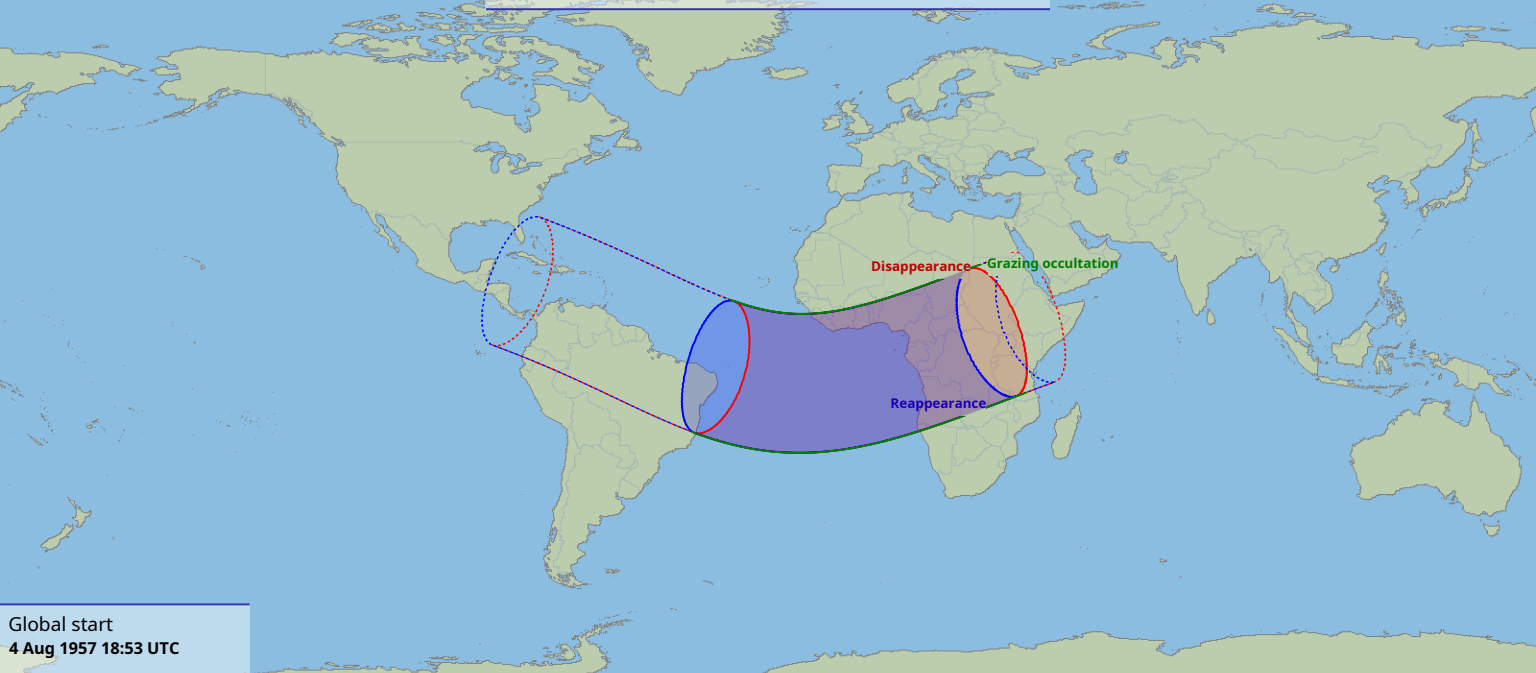 Disappearance
Grazing occultation
Reappearance
Global start
4 Aug 1957 18:53 UTC